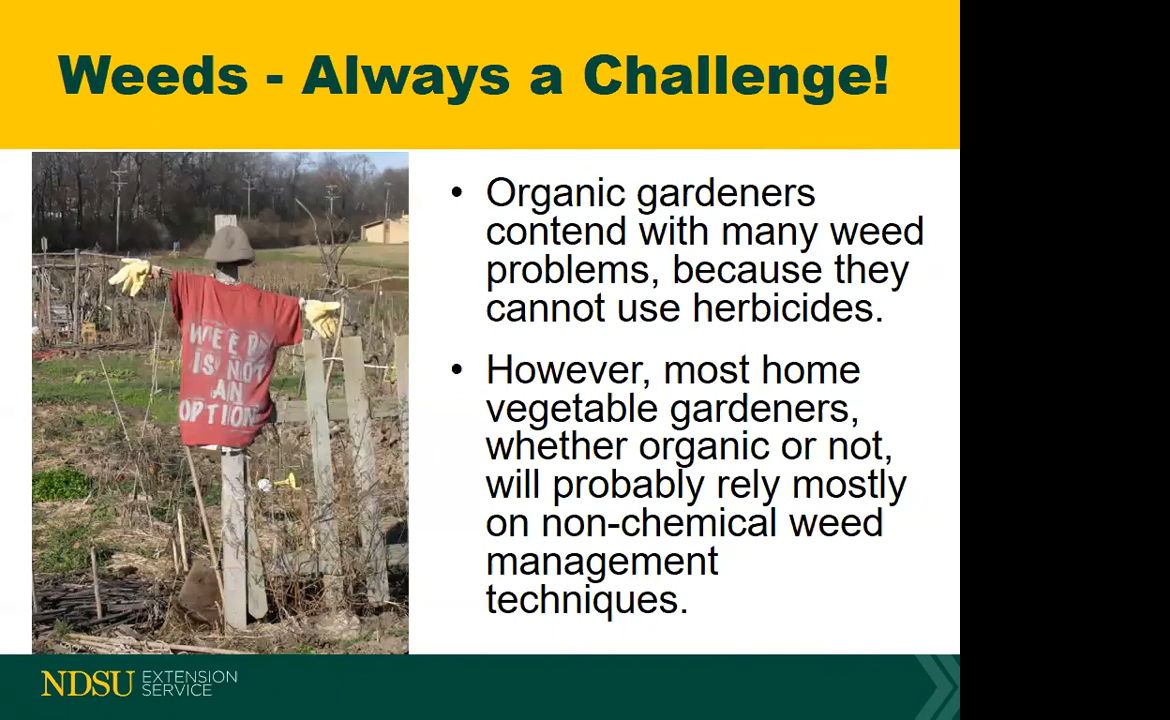 Weeds - Always a Challenge!
WEEDY
IS NOT
AN
OPTION
• Organic gardeners
contend with many weed
problems, because they
cannot use herbicides.
• However, most home
vegetable gardeners,
whether organic or not,
will probably rely mostly
on non-chemical weed
management
techniques.
NDSU EXTENSION
SERVICE